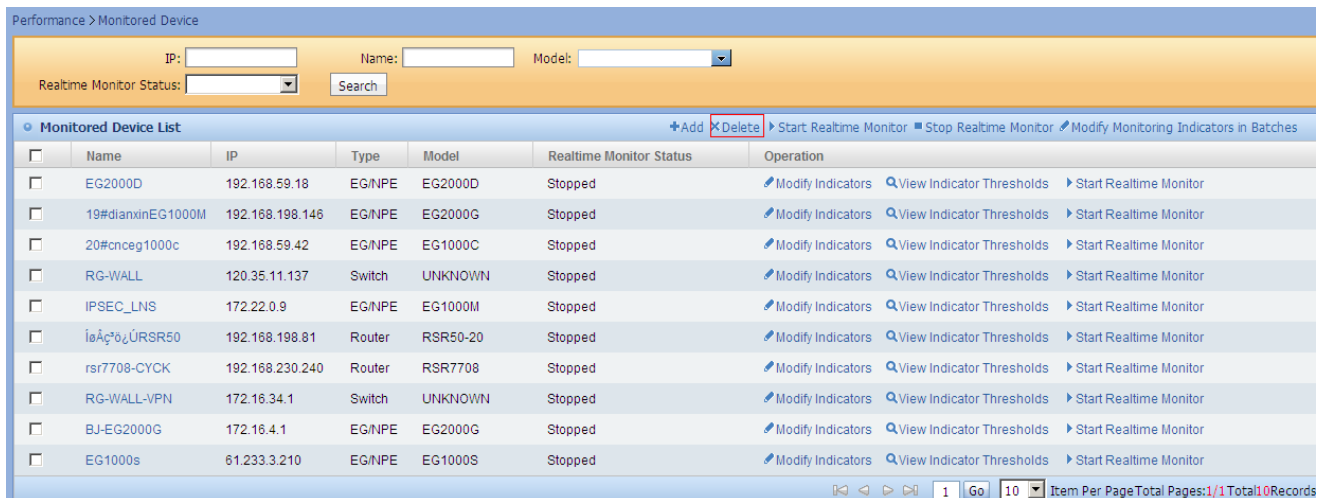 Performance > Monitored Device
IP: Name: Model:
Realtime Monitor Status: Search
Monitored Device List Add Delete Start Realtime Monitor Stop Realtime Monitor Modify Monitoring Indicators in Batches
Name IP Type Model Realtime Monitor Status Operation
EG2000D 192.168.59.18 EG/NPE EG2000D Stopped Modify Indicators View Indicator Thresholds Start Realtime Monitor
19#dianxinEG1000M 192.168.198.146 EG/NPE EG2000G Stopped Modify Indicators View Indicator Thresholds Start Realtime Monitor
20#cnceg1000c 192.168.59.42 EG/NPE EG1000C Stopped Modify Indicators View Indicator Thresholds Start Realtime Monitor
RG-WALL 120.35.11.137 Switch UNKNOWN Stopped Modify Indicators View Indicator Thresholds Start Realtime Monitor
IPSEC_LNS 172.22.0.9 EG/NPE EG1000M Stopped Modify Indicators View Indicator Thresholds Start Realtime Monitor
ÍøÂç³ö¿ÚRSR50 192.168.198.81 Router RSR50-20 Stopped Modify Indicators View Indicator Thresholds Start Realtime Monitor
rsr7708-CYCK 192.168.230.240 Router RSR7708 Stopped Modify Indicators View Indicator Thresholds Start Realtime Monitor
RG-WALL-VPN 172.16.34.1 Switch UNKNOWN Stopped Modify Indicators View Indicator Thresholds Start Realtime Monitor
BJ-EG2000G 172.16.4.1 EG/NPE EG2000G Stopped Modify Indicators View Indicator Thresholds Start Realtime Monitor
EG1000s 61.233.3.210 EG/NPE EG1000S Stopped Modify Indicators View Indicator Thresholds Start Realtime Monitor
1 Go 10 Item Per PageTotal Pages:1/1Total10Records